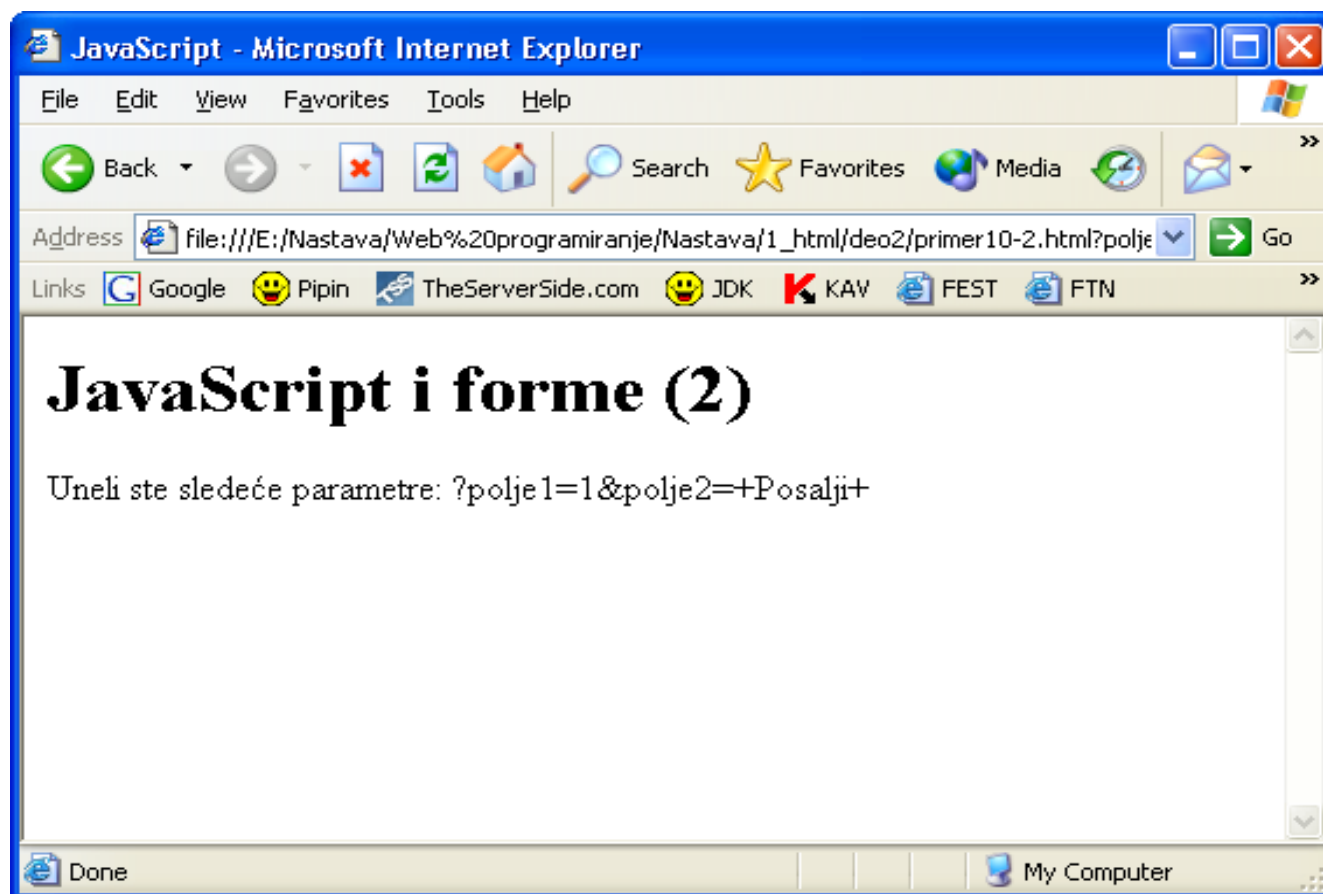 JavaScript - Microsoft Internet Explorer
File Edit View Favorites Tools Help
Back Search Favorites Media
Address file:///E:/Nastava/Web%20programiranje/Nastava/1_html/deo2/primer10-2.html?polje Go
Links Google Pipin TheServerSide.com JDK KAV FEST FTN
JavaScript i forme (2)
Uneli ste sledeće parametre: ?polje1=1&polje2=+Posalji+
Done My Computer